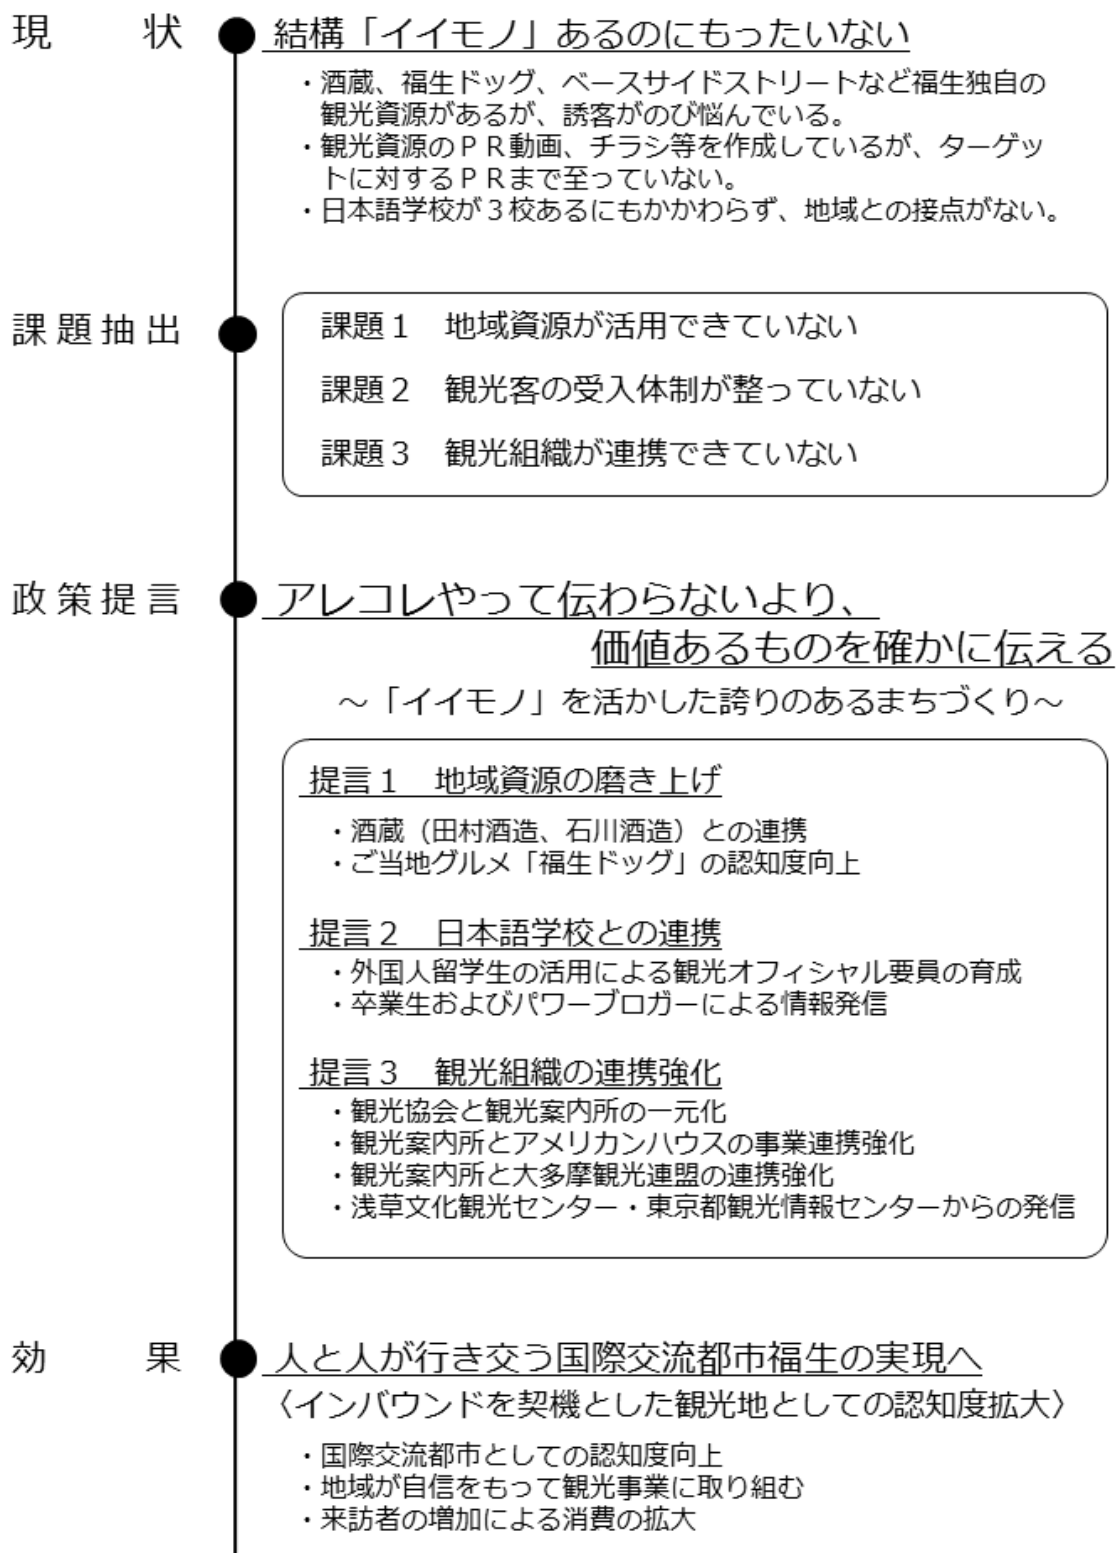 現　状
結構「イイモノ」あるのにもったいない
・酒蔵、福生ドッグ、ベースサイドストリートなど福生独自の
観光資源があるが、誘客がのび悩んでいる。
・観光資源のＰＲ動画、チラシ等を作成しているが、ターゲッ
トに対するＰＲまで至っていない。
・日本語学校が３校あるにもかかわらず、地域との接点がない。
課題抽出
課題１　地域資源が活用できていない
課題２　観光客の受入体制が整っていない
課題３　観光組織が連携できていない
政策提言
アレコレやって伝わらないより、
価値あるものを確かに伝える
～「イイモノ」を活かした誇りのあるまちづくり～
提言１　地域資源の磨き上げ
・酒蔵（田村酒造、石川酒造）との連携
・ご当地グルメ「福生ドッグ」の認知度向上
提言２　日本語学校との連携
・外国人留学生の活用による観光オフィシャル要員の育成
・卒業生およびパワーブロガーによる情報発信
提言３　観光組織の連携強化
・観光協会と観光案内所の一元化
・観光案内所とアメリカンハウスの事業連携強化
・観光案内所と大多摩観光連盟の連携強化
・浅草文化観光センター・東京都観光情報センターからの発信
効　果
人と人が行き交う国際交流都市福生の実現へ
〈インバウンドを契機とした観光地としての認知度拡大〉
・国際交流都市としての認知度向上
・地域が自信をもって観光事業に取り組む
・来訪者の増加による消費の拡大